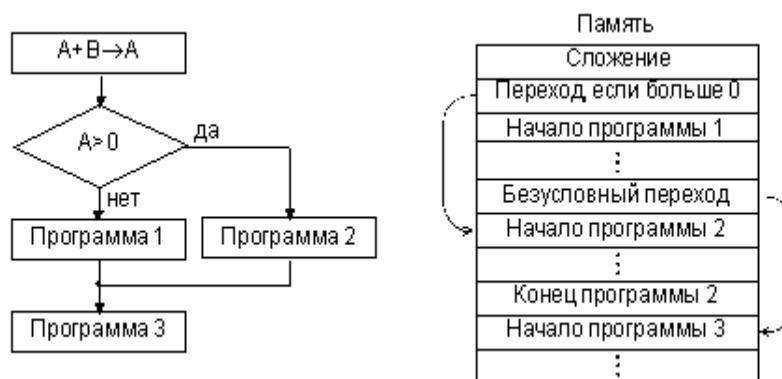 A+B→A
A>0
да
нет
Программа 1
Программа 2
Программа 3
Память
Сложение
Переход, если больше 0
Начало программы 1
⋮
Безусловный переход
Начало программы 2
⋮
Конец программы 2
Начало программы 3
⋮